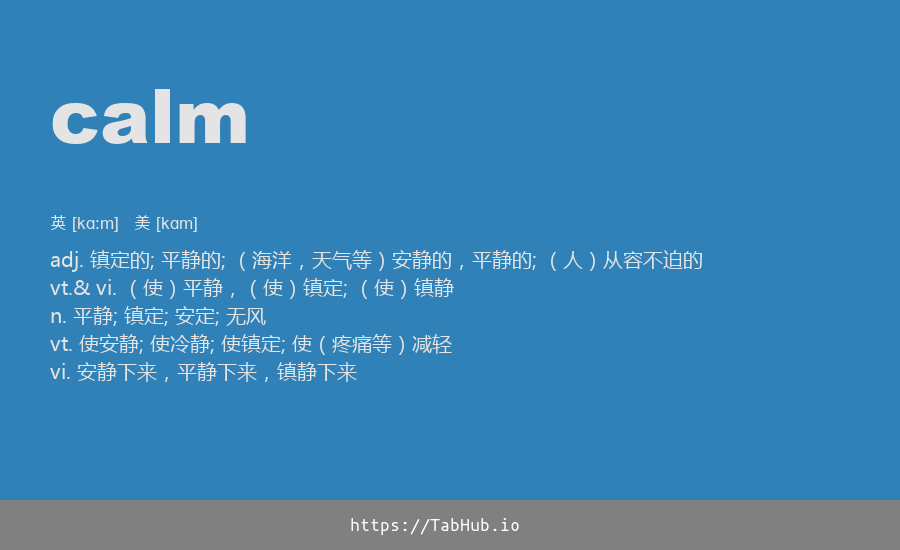 calm
英 [kɑːm] 美 [kɑm]
adj. 镇定的; 平静的; （海洋，天气等）安静的，平静的; （人）从容不迫的
vt.& vi. （使）平静，（使）镇定; （使）镇静
n. 平静; 镇定; 安定; 无风
vt. 使安静; 使冷静; 使镇定; 使（疼痛等）减轻
vi. 安静下来，平静下来，镇静下来
https://TabHub.io